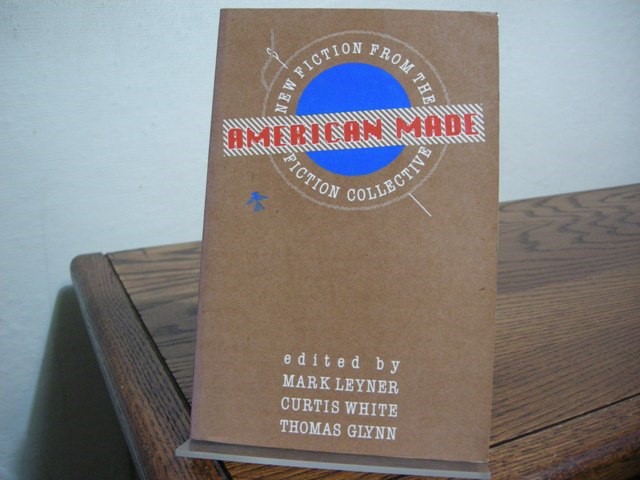 NEW FICTION FROM THE
AMERICAN MADE
FICTION COLLECTIVE
edited by
MARK LEYNER
CURTIS WHITE
THOMAS GLYNN